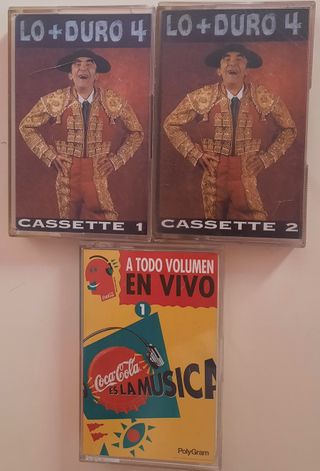 LO + DURO 4
CASSETTE 1
LO + DURO 4
CASSETTE 2
A TODO VOLUMEN
EN VIVO
1
Coca-Cola
ES LA MUSICA
PolyGram